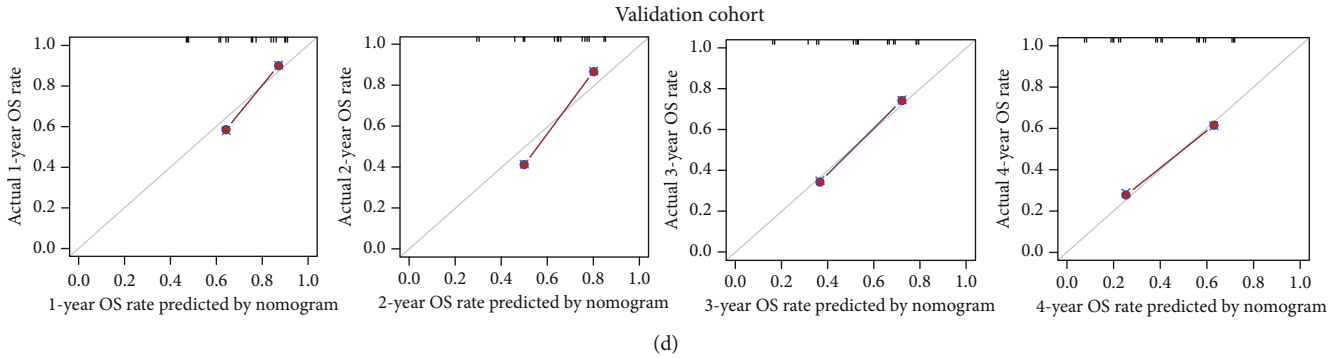 Validation cohort
Actual 1-year OS rate
1.0
0.8
0.6
0.4
0.2
0.0
0.0 0.2 0.4 0.6 0.8 1.0
1-year OS rate predicted by nomogram
Actual 2-year OS rate
1.0
0.8
0.6
0.4
0.2
0.0
0.0 0.2 0.4 0.6 0.8 1.0
2-year OS rate predicted by nomogram
Actual 3-year OS rate
1.0
0.8
0.6
0.4
0.2
0.0
0.0 0.2 0.4 0.6 0.8 1.0
3-year OS rate predicted by nomogram
Actual 4-year OS rate
1.0
0.8
0.6
0.4
0.2
0.0
0.0 0.2 0.4 0.6 0.8 1.0
4-year OS rate predicted by nomogram
(d)